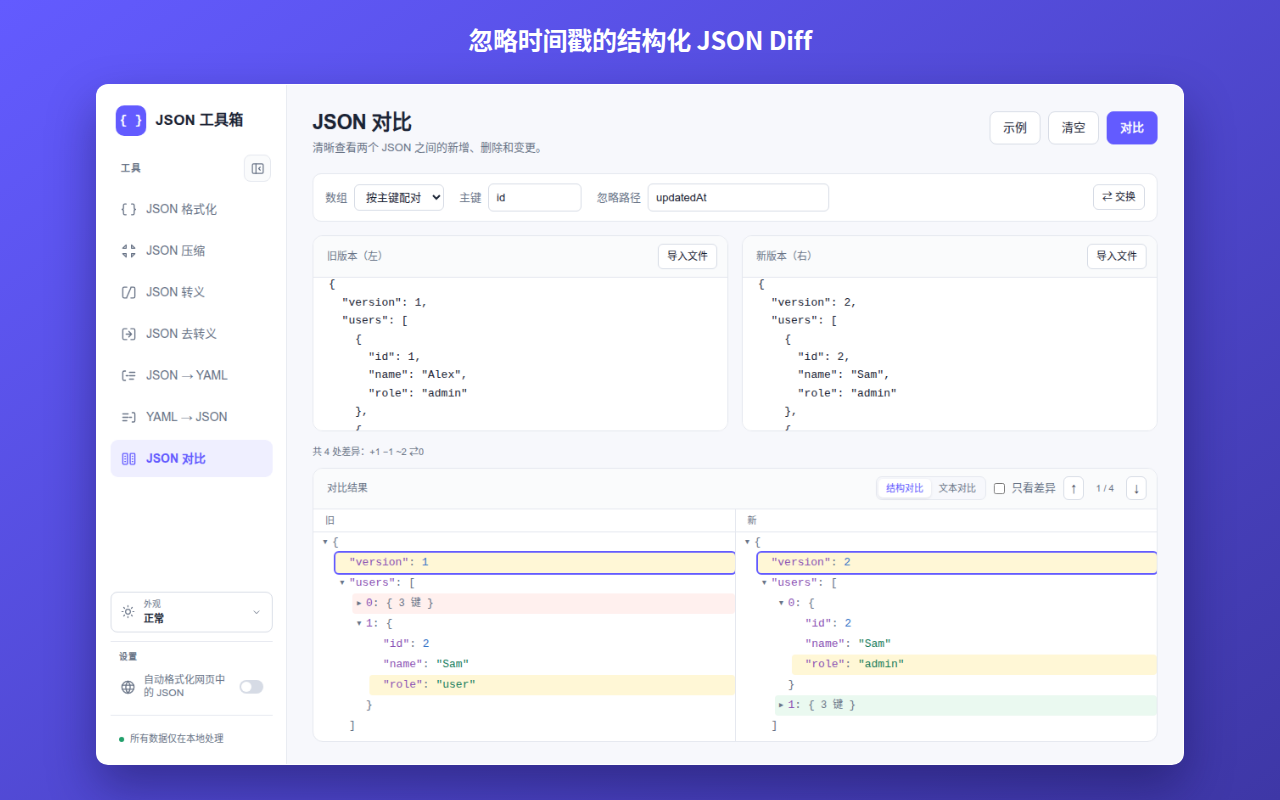 忽略时间戳的结构化 JSON Diff
{ } JSON 工具箱
工具
JSON 格式化
JSON 压缩
JSON 转义
JSON 去转义
JSON → YAML
YAML → JSON
JSON 对比
外观
正常
设置
自动格式化网页中
的 JSON
所有数据仅在本地处理
JSON 对比
清晰查看两个 JSON 之间的新增、删除和变更。
示例 清空 对比
数组 按主键配对 主键 id 忽略路径 updatedAt ⇄ 交换
旧版本（左） 导入文件
{
"version": 1,
"users": [
{
"id": 1,
"name": "Alex",
"role": "admin"
},
{
新版本（右） 导入文件
{
"version": 2,
"users": [
{
"id": 2,
"name": "Sam",
"role": "admin"
},
{
共 4 处差异：+1 −1 ~2 ⇄0
对比结果 结构对比 文本对比 只看差异 ↑ 1 / 4 ↓
旧
▾ {
"version": 1
▾ "users": [
▸ 0: { 3 键 }
▾ 1: {
"id": 2
"name": "Sam"
"role": "user"
}
]
新
▾ {
"version": 2
▾ "users": [
▾ 0: {
"id": 2
"name": "Sam"
"role": "admin"
}
▸ 1: { 3 键 }
]